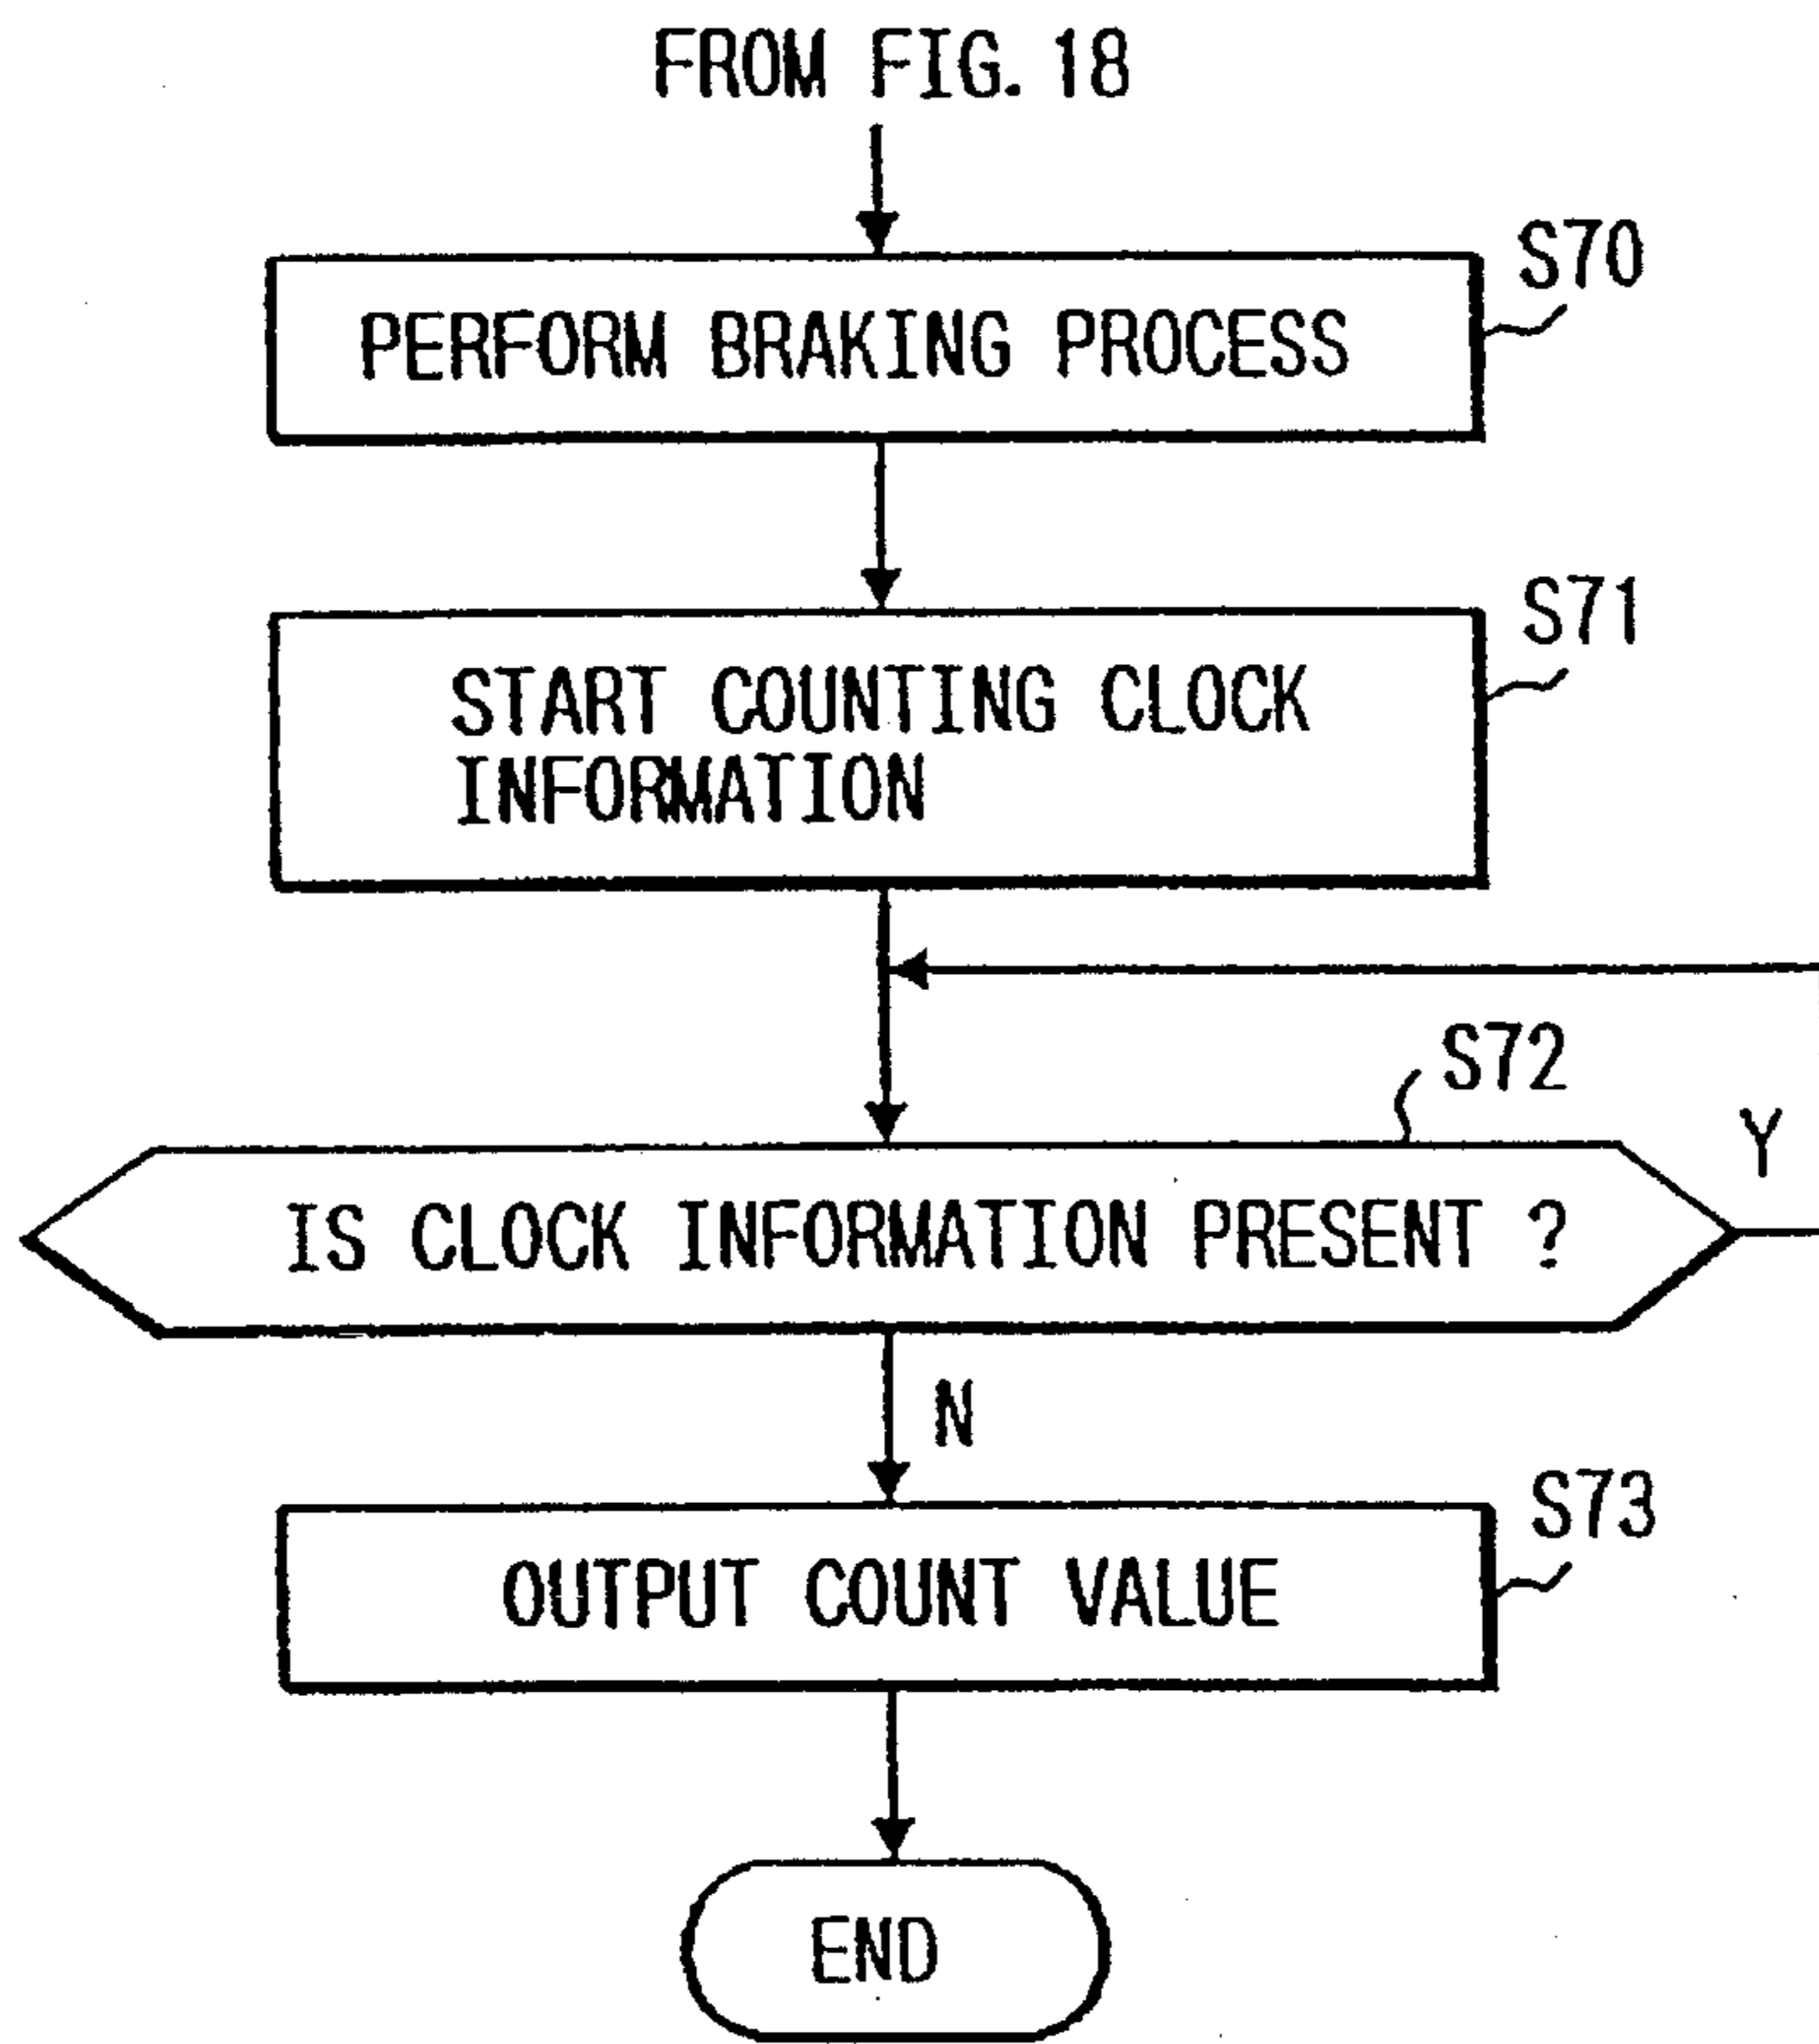 FROM FIG. 18
S70
PERFORM BRAKING PROCESS
S71
START COUNTING CLOCK
INFORMATION
S72
Y
IS CLOCK INFORMATION PRESENT ?
N
S73
OUTPUT COUNT VALUE
END